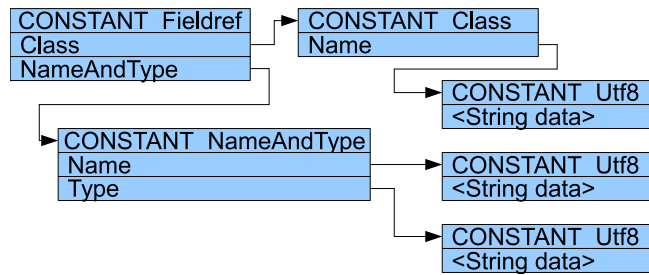 CONSTANT_Fieldref
Class
NameAndType
CONSTANT_Class
Name
CONSTANT_Utf8
<String data>
CONSTANT_NameAndType
Name
Type
CONSTANT_Utf8
<String data>
CONSTANT_Utf8
<String data>